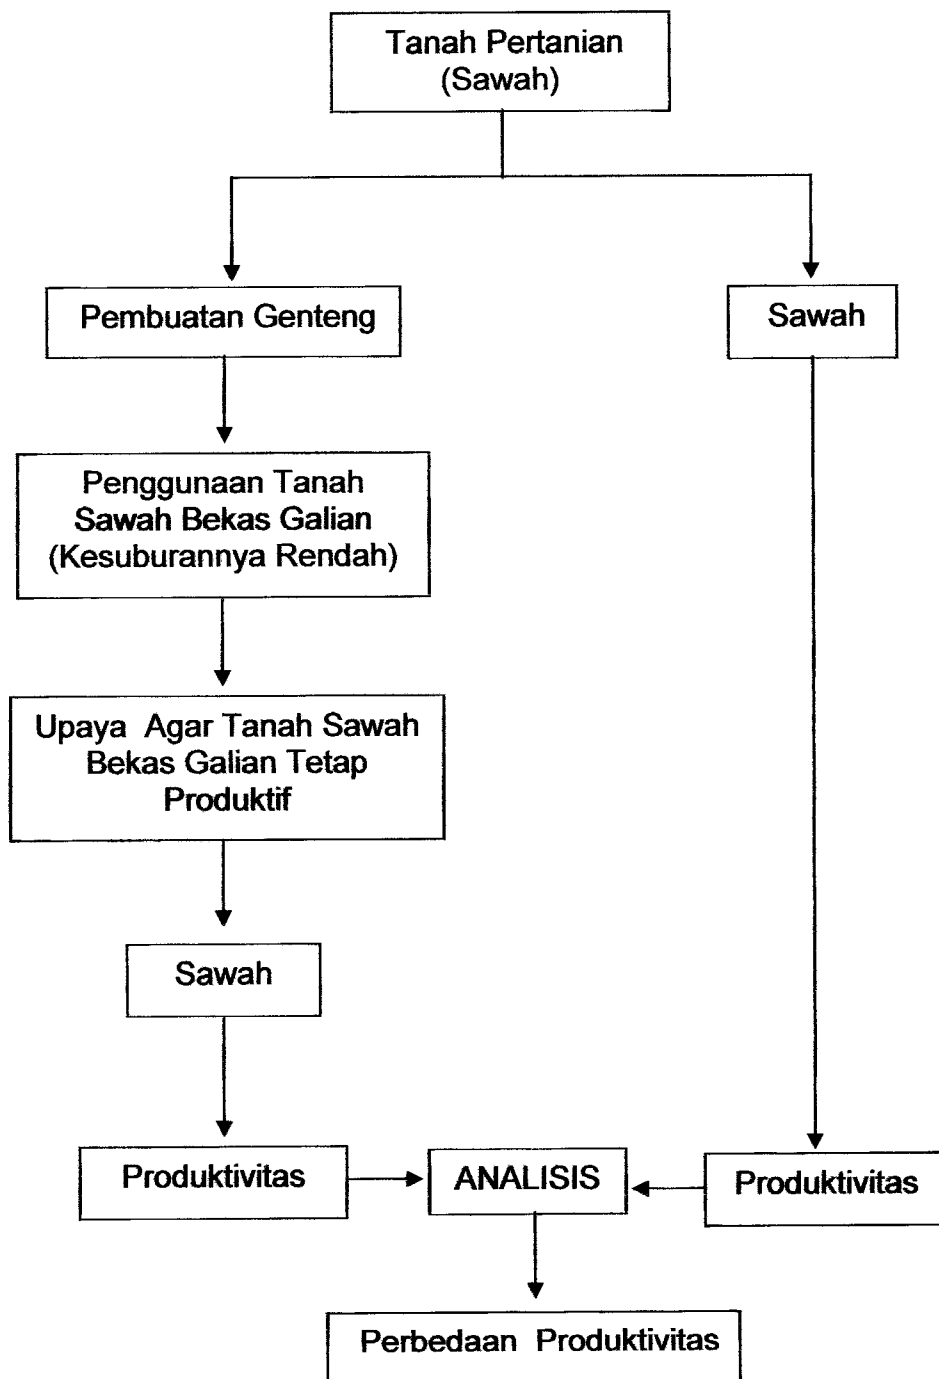 Tanah Pertanian
(Sawah)
Pembuatan Genteng
Sawah
Penggunaan Tanah
Sawah Bekas Galian
(Kesuburannya Rendah)
Upaya Agar Tanah Sawah
Bekas Galian Tetap
Produktif
Sawah
Produktivitas
ANALISIS
Produktivitas
Perbedaan Produktivitas